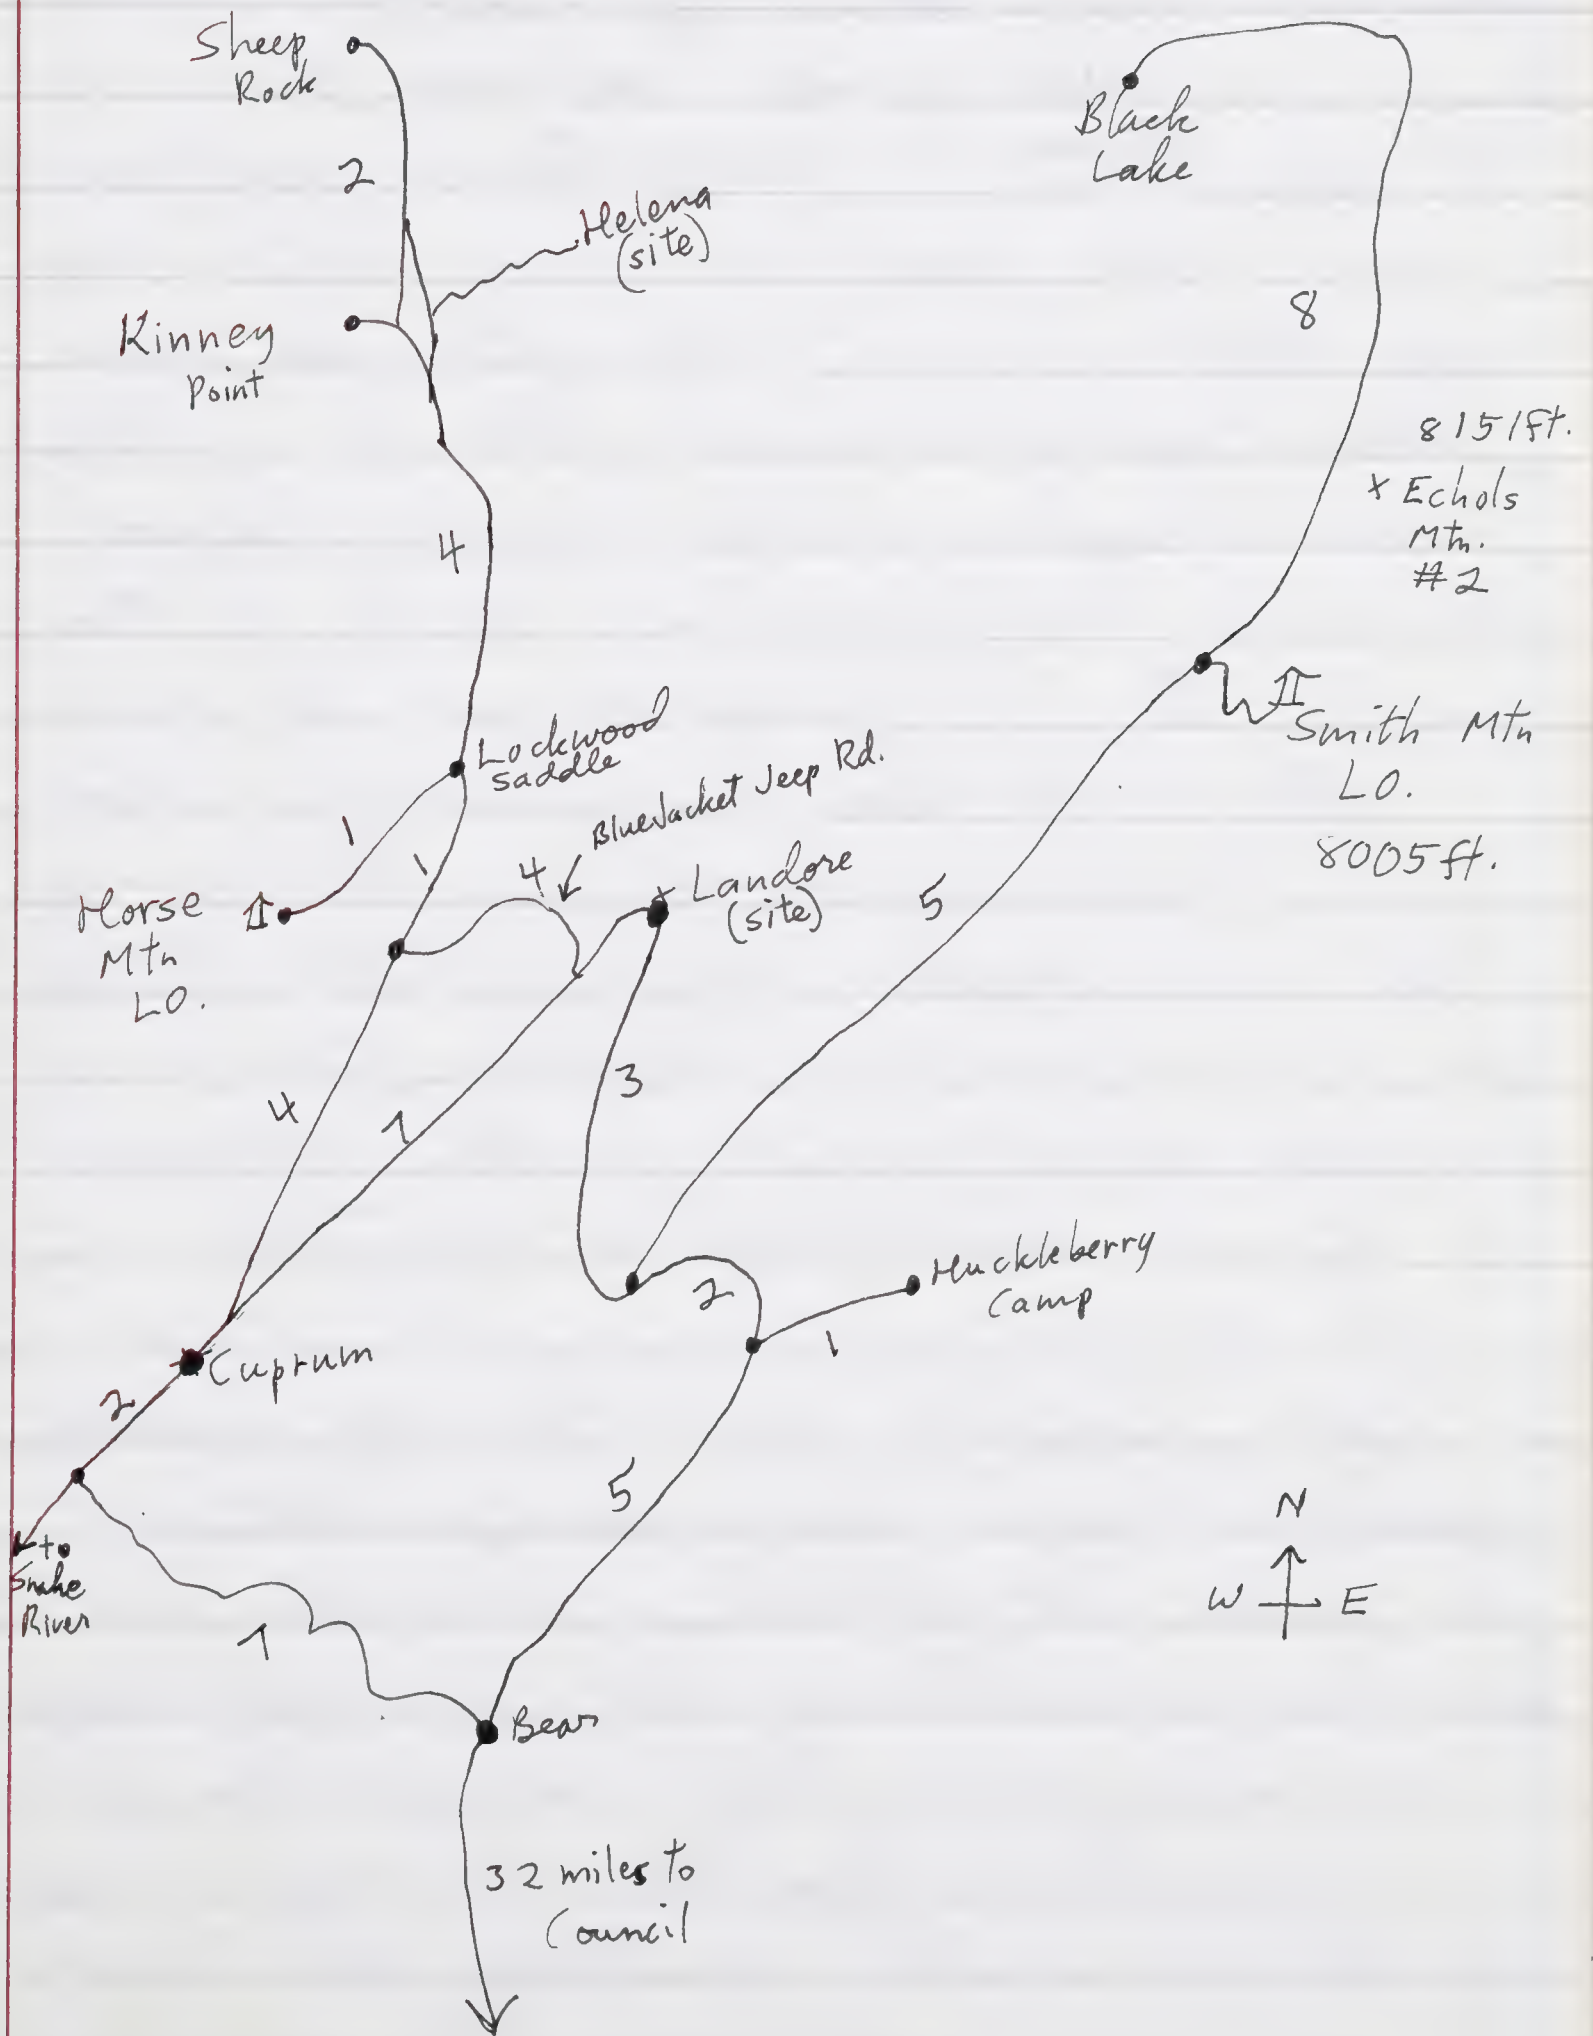 Sheep
Rock
2
Helena
(site)
Kinney
Point
4
Black
Lake
8
8151ft.
x Echols
Mtn.
#2
Smith Mtn
LO.
8005ft.
Lockwood
Saddle
BlueJacket Jeep Rd.
1
1
4
Landore
(site)
Horse
Mtn
LO.
5
3
4
7
Huckleberry
Camp
2
1
Cuprum
2
5
to
Snake
River
7
Bear
32 miles to
Council
N
W E